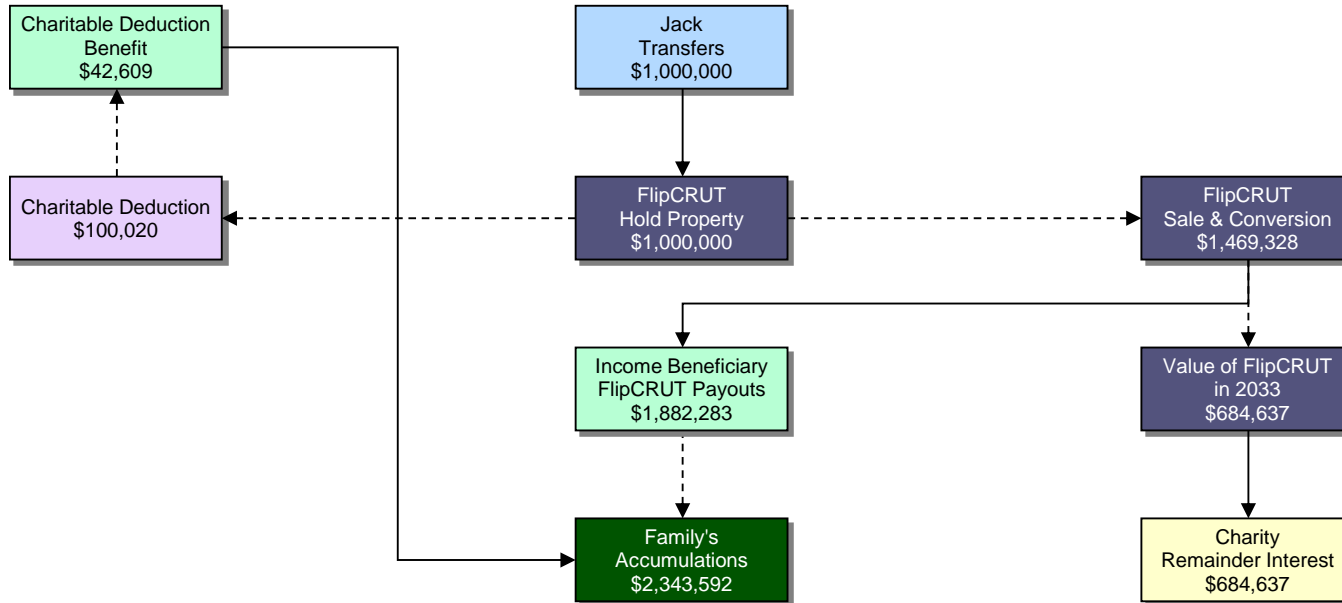 Charitable Deduction
Benefit
$42,609
Jack
Transfers
$1,000,000
Charitable Deduction
$100,020
FlipCRUT
Hold Property
$1,000,000
FlipCRUT
Sale & Conversion
$1,469,328
Income Beneficiary
FlipCRUT Payouts
$1,882,283
Value of FlipCRUT
in 2033
$684,637
Family's
Accumulations
$2,343,592
Charity
Remainder Interest
$684,637